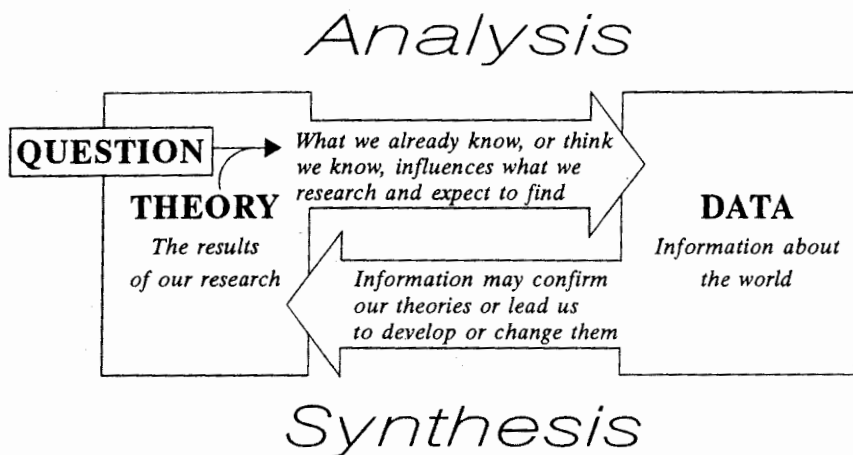 Analysis
QUESTION
What we already know, or think
we know, influences what we
research and expect to find
THEORY
The results
of our research
DATA
Information about
the world
Information may confirm
our theories or lead us
to develop or change them
Synthesis